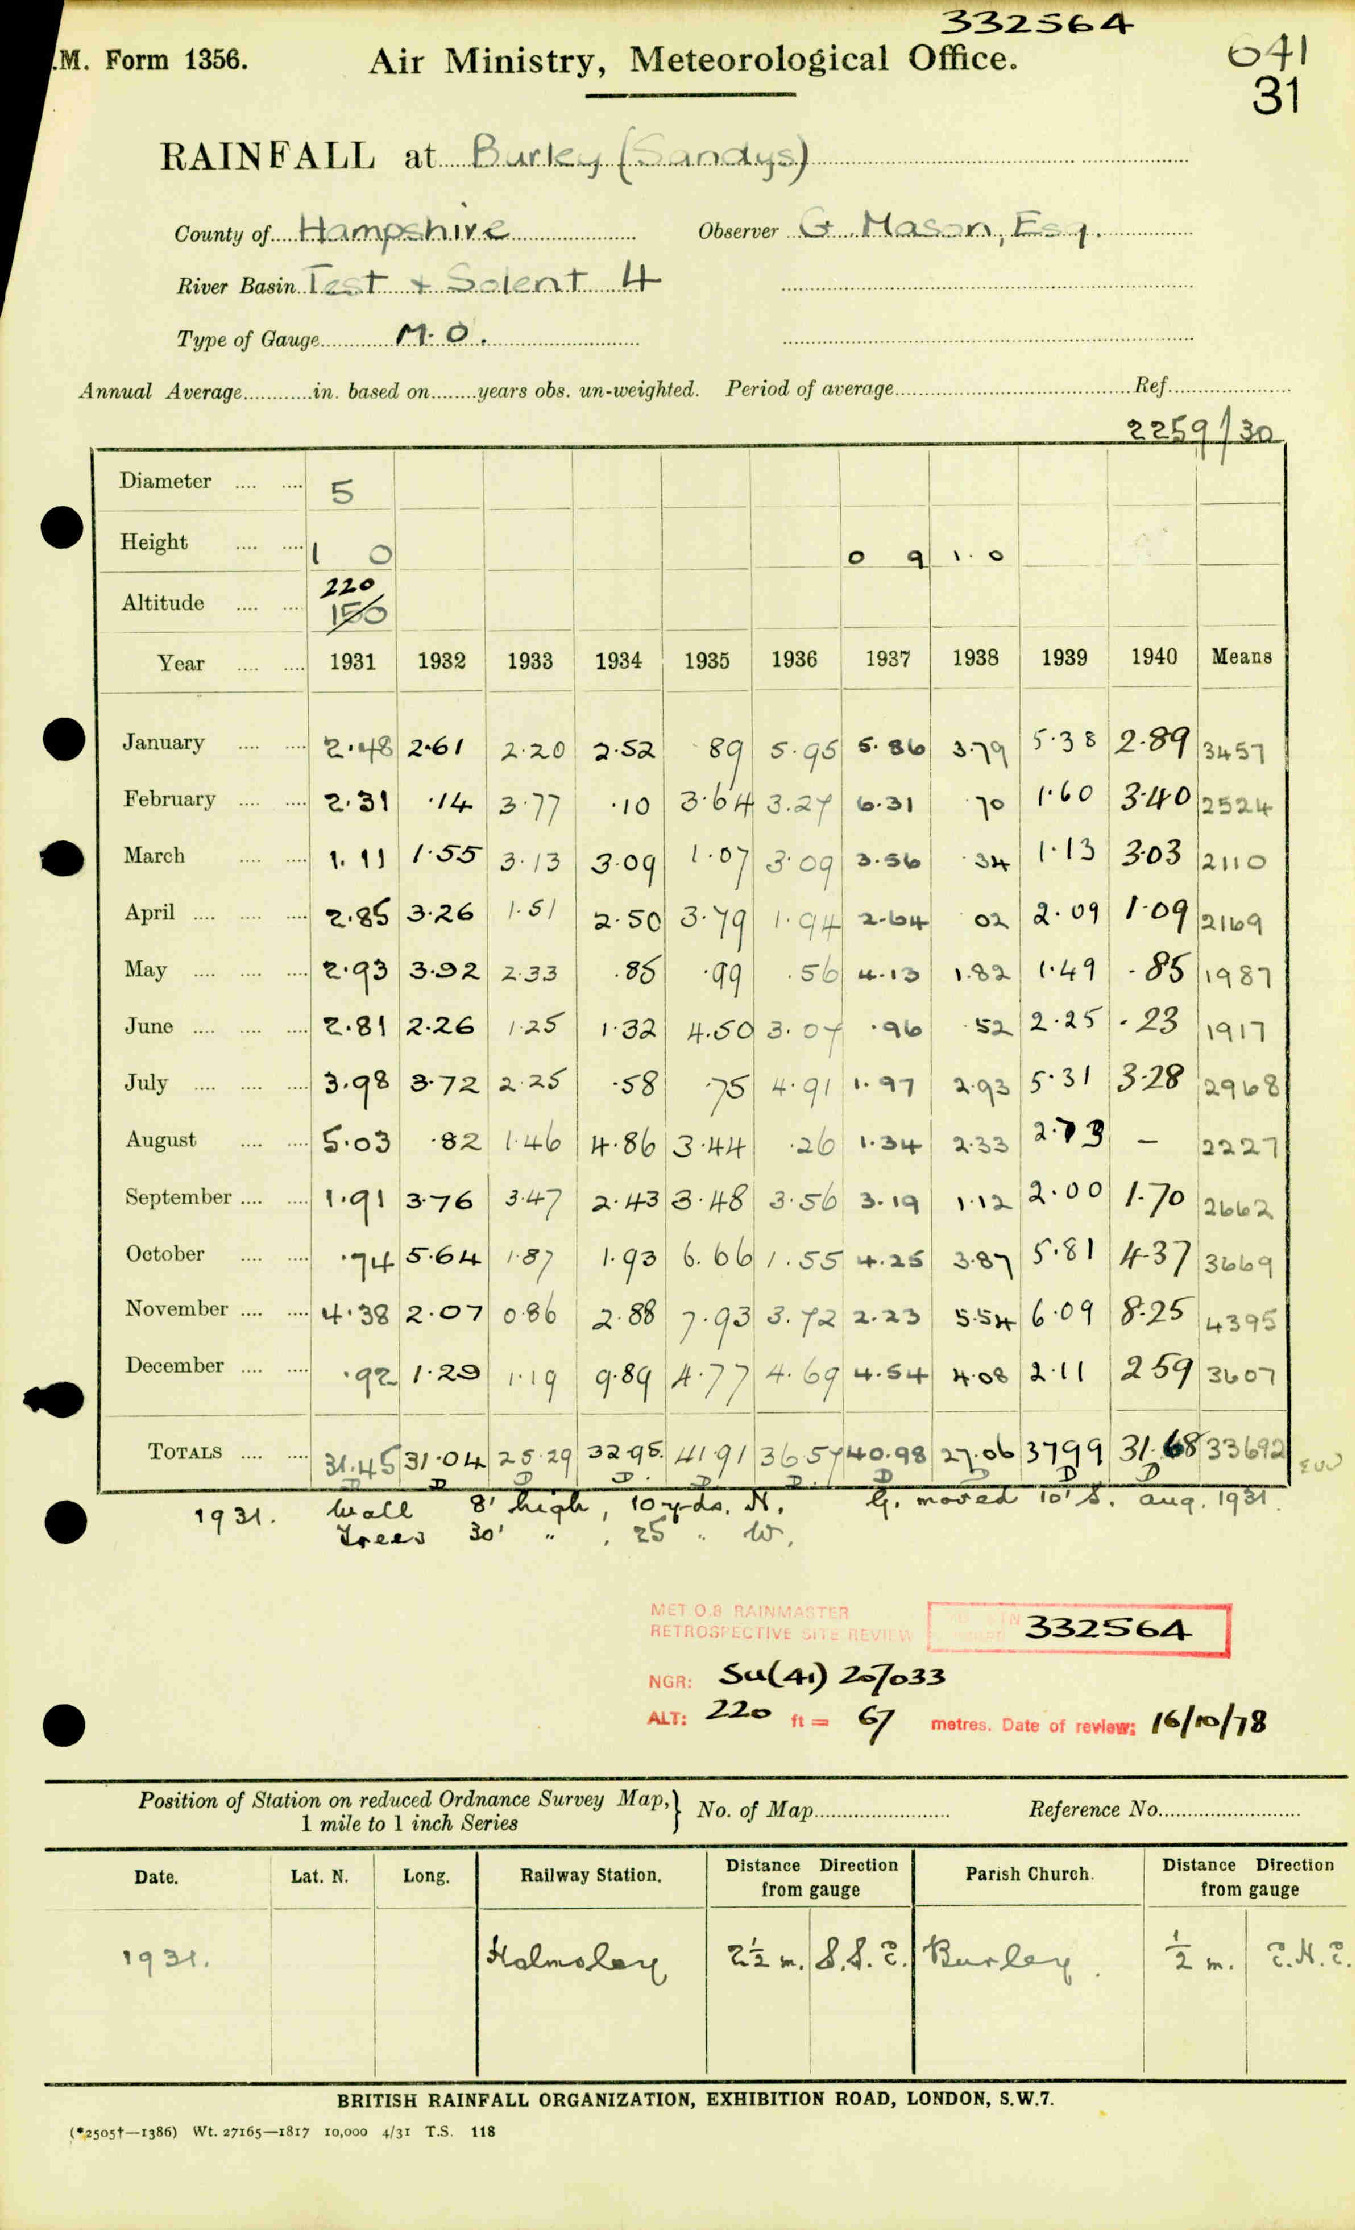 332564
.M. Form 1356. Air Ministry, Meteorological Office. 641
31
RAINFALL at Burley (Sandys)
County of Hampshire Observer G. Mason, Esq.
River Basin Test + Solent 4
Type of Gauge M.O.
Annual Average in. based on years obs. un-weighted. Period of average Ref.
2259/30
Diameter 5
Height 1 0 0 9 1.0
220
Altitude 150
Year 1931 1932 1933 1934 1935 1936 1937 1938 1939 1940 Means
January 2.48 2.61 2.20 2.52 89 5.95 5.86 3.79 5.38 2.89 3457
February 2.31 .14 3.77 .10 3.64 3.27 6.31 70 1.60 3.40 2524
March 1.11 1.55 3.13 3.09 1.07 3.09 3.56 .34 1.13 3.03 2110
April 2.85 3.26 1.51 2.50 3.79 1.94 2.64 02 2.09 1.09 2169
May 2.93 3.92 2.33 .85 .99 .56 4.13 1.82 1.49 .85 1987
June 2.81 2.26 1.25 1.32 4.50 3.07 .96 .52 2.25 .23 1917
July 3.98 3.72 2.25 .58 .75 4.91 1.97 2.93 5.31 3.28 2968
August 5.03 .82 1.46 4.86 3.44 .26 1.34 2.33 2.73 — 2227
September 1.91 3.76 3.47 2.43 3.48 3.56 3.19 1.12 2.00 1.70 2662
October .74 5.64 1.87 1.93 6.66 1.55 4.25 3.87 5.81 4.37 3669
November 4.38 2.07 0.86 2.88 7.93 3.72 2.23 5.54 6.09 8.25 4395
December .92 1.29 1.19 9.89 4.77 4.69 4.54 4.08 2.11 2 59 3607
TOTALS 31.45 31.04 25.29 32.95 41.91 36.57 40.98 27.06 37 99 31.68 33692
D D D D D D D D D D
1931. Wall 8' high, 10 yds. N. G. moved 10' S. Aug. 1931.
Trees 30' " , 25 " W.
MET O.8 RAINMASTER
RETROSPECTIVE SITE REVIEW 332564
NGR: SU(41) 20/033
ALT: 220 ft = 67 metres. Date of review: 16/10/78
Position of Station on reduced Ordnance Survey Map, 1 mile to 1 inch Series } No. of Map Reference No.
Date. Lat. N. Long. Railway Station. Distance Direction from gauge Parish Church. Distance Direction from gauge
1931. Holmsley 2½ m. S.S.E. Burley. ½ m. E.N.E.
BRITISH RAINFALL ORGANIZATION, EXHIBITION ROAD, LONDON, S.W.7.
(*2505†—1386) Wt. 27165—1817 10,000 4/31 T.S. 118